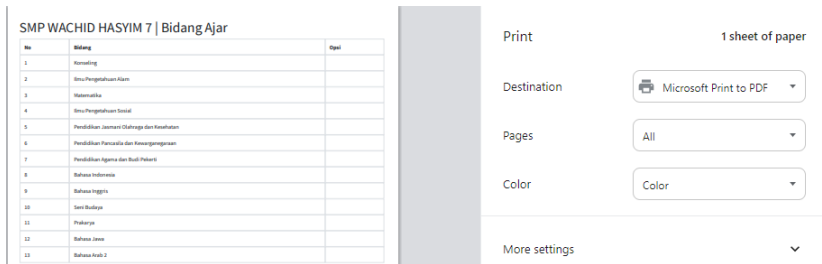 SMP WACHID HASYIM 7 | Bidang Ajar
No Bidang Opsi
1 Konseling
2 Ilmu Pengetahuan Alam
3 Matematika
4 Ilmu Pengetahuan Sosial
5 Pendidikan Jasmani Olahraga dan Kesehatan
6 Pendidikan Pancasila dan Kewarganegaraan
7 Pendidikan Agama dan Budi Pekerti
8 Bahasa Indonesia
9 Bahasa Inggris
10 Seni Budaya
11 Prakarya
12 Bahasa Jawa
13 Bahasa Arab 2
Print 1 sheet of paper
Destination Microsoft Print to PDF
Pages All
Color Color
More settings